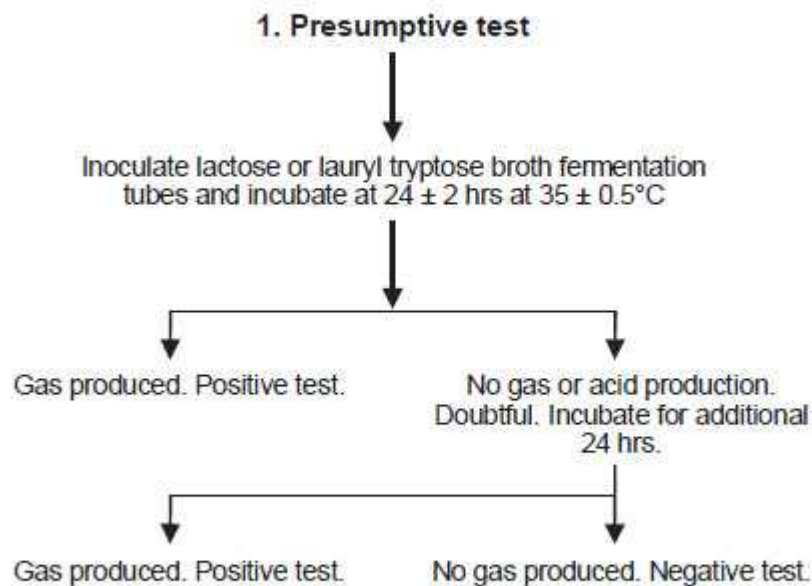 1. Presumptive test
Inoculate lactose or lauryl tryptose broth fermentation
tubes and incubate at 24 ± 2 hrs at 35 ± 0.5°C
Gas produced. Positive test.
No gas or acid production.
Doubtful. Incubate for additional
24 hrs.
Gas produced. Positive test.
No gas produced. Negative test